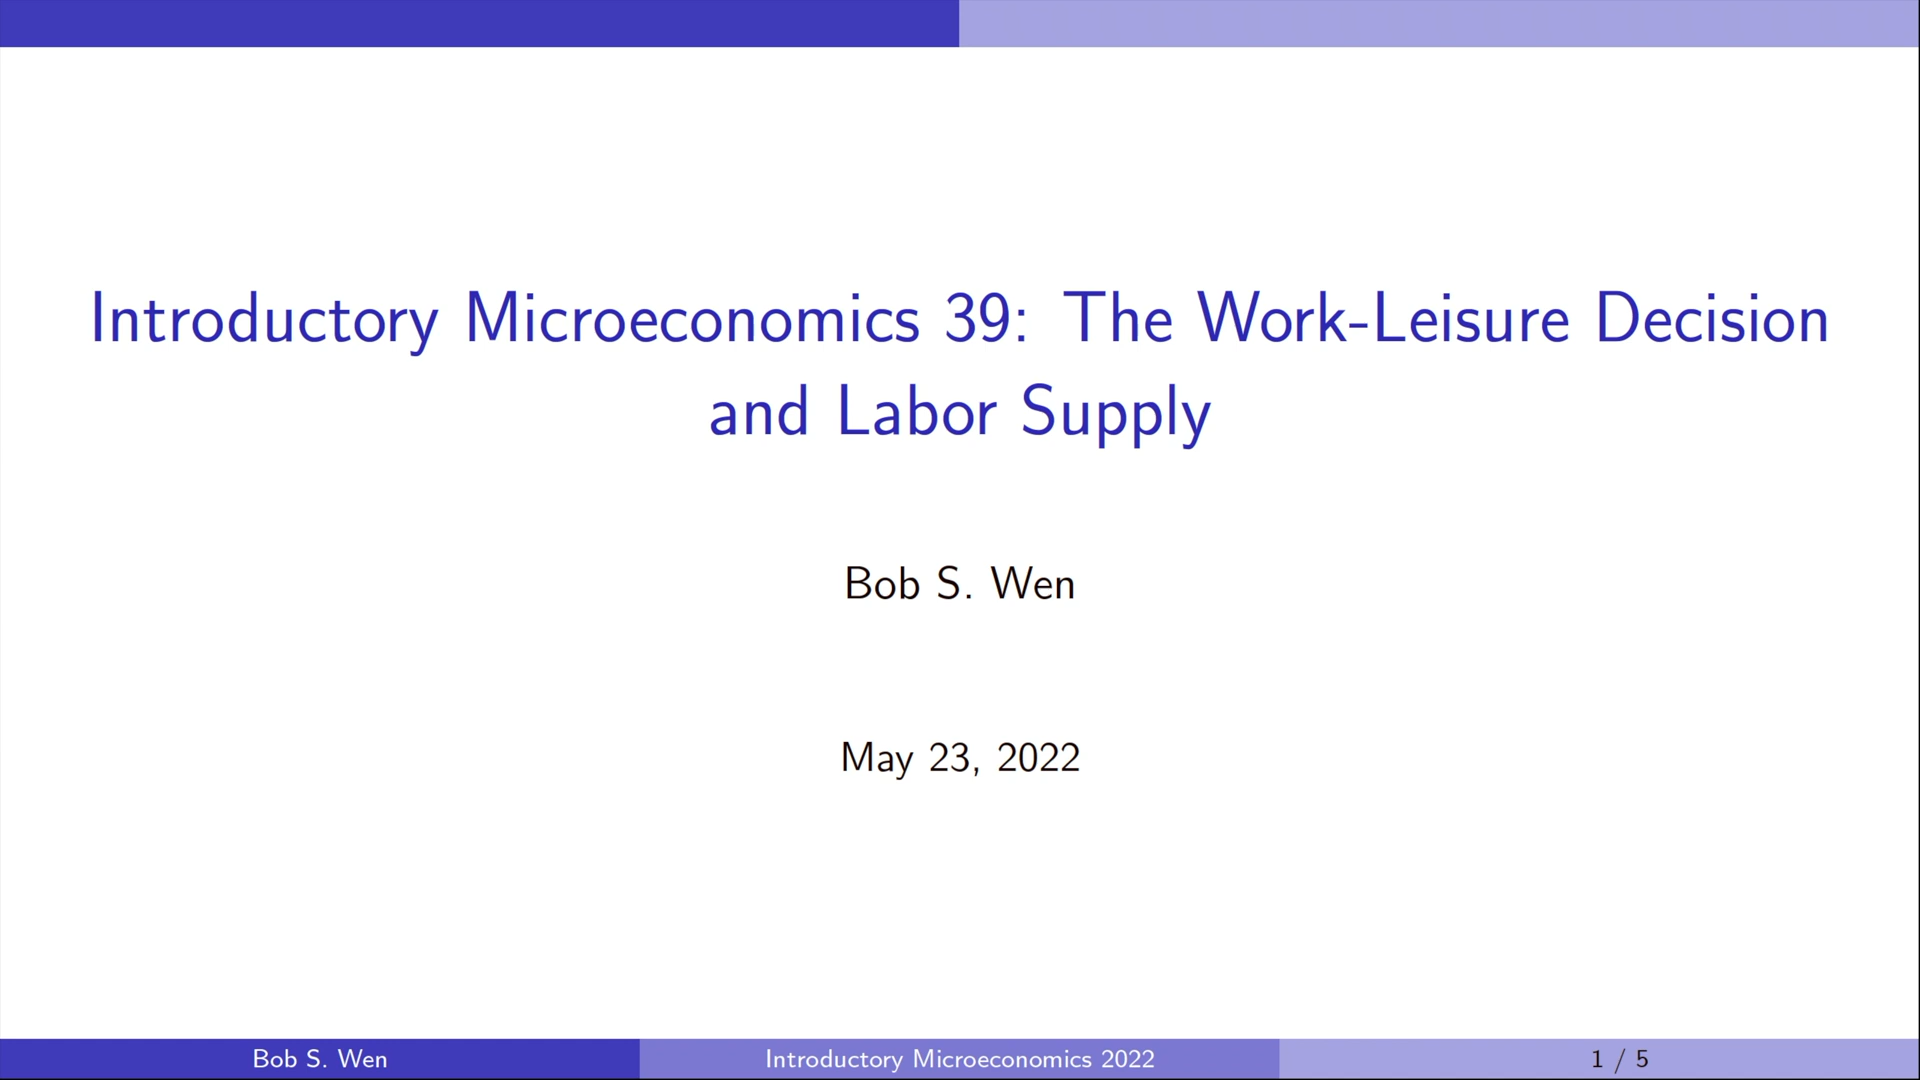 Introductory Microeconomics 39: The Work-Leisure Decision
and Labor Supply
Bob S. Wen
May 23, 2022
Bob S. Wen
Introductory Microeconomics 2022
1 / 5